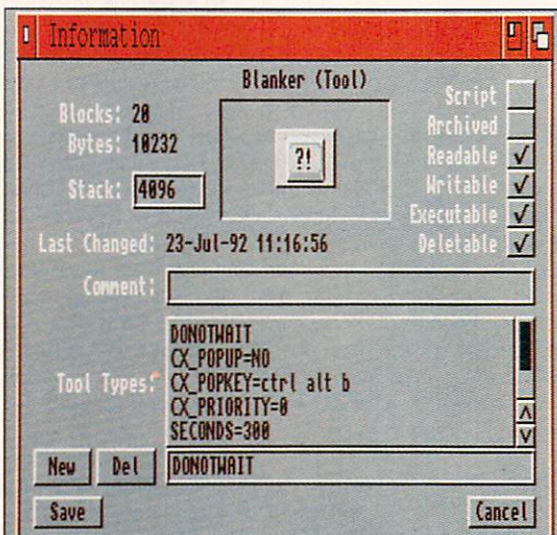 Information
Blanker (Tool)
Blocks: 20
Bytes: 10232
Stack: 4096
?!
Script
Archived
Readable
Writable
Executable
Deletable
Last Changed: 23-Jul-92 11:16:56
Comment:
Tool Types:
DONOTWAIT
CX_POPUP=NO
CX_POPKEY=ctrl alt b
CX_PRIORITY=0
SECONDS=300
New
Del
DONOTWAIT
Save
Cancel